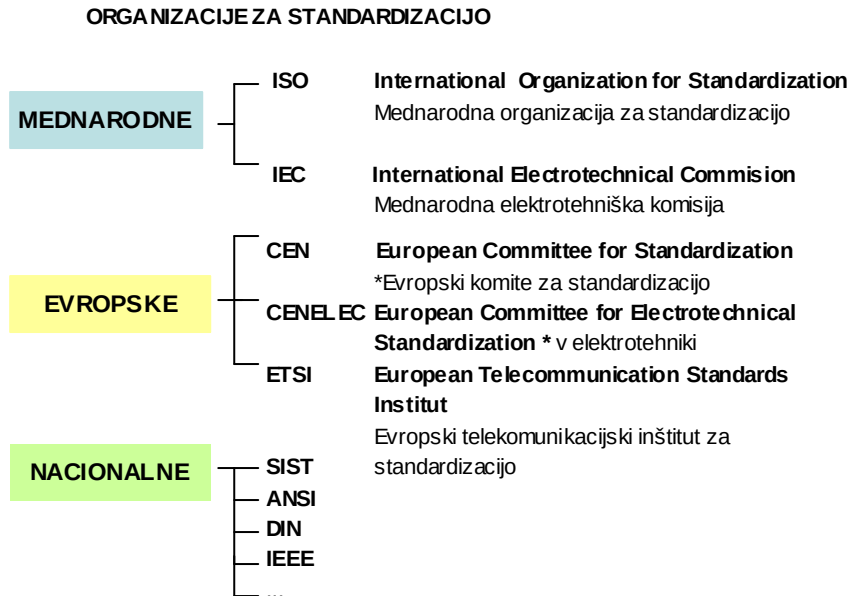 ORGANIZACIJE ZA STANDARDIZACIJO
ISO International Organization for Standardization
MEDNARODNE
Mednarodna organizacija za standardizacijo
IEC International Electrotechnical Commision
Mednarodna elektrotehniška komisija
CEN European Committee for Standardization
*Evropski komite za standardizacijo
EVROPSKE
CENELEC European Committee for Electrotechnical
Standardization * v elektrotehniki
ETSI European Telecommunication Standards
Institut
Evropski telekomunikacijski inštitut za
standardizacijo
NACIONALNE
SIST
ANSI
DIN
IEEE
...